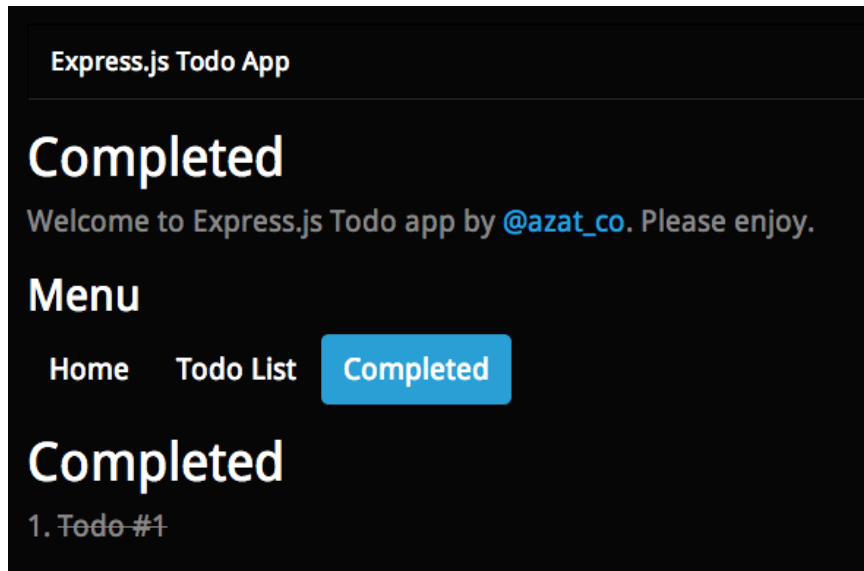 Express.js Todo App
Completed
Welcome to Express.js Todo app by @azat_co. Please enjoy.
Menu
Home Todo List Completed
Completed
1. Todo #1